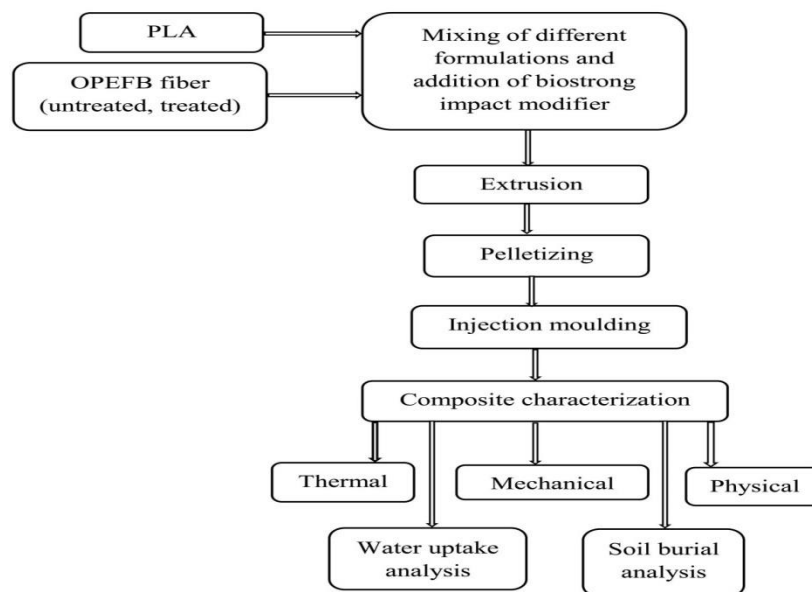 PLA
OPEFB fiber
(untreated, treated)
Mixing of different
formulations and
addition of biostrong
impact modifier
Extrusion
Pelletizing
Injection moulding
Composite characterization
Thermal
Mechanical
Physical
Water uptake
analysis
Soil burial
analysis